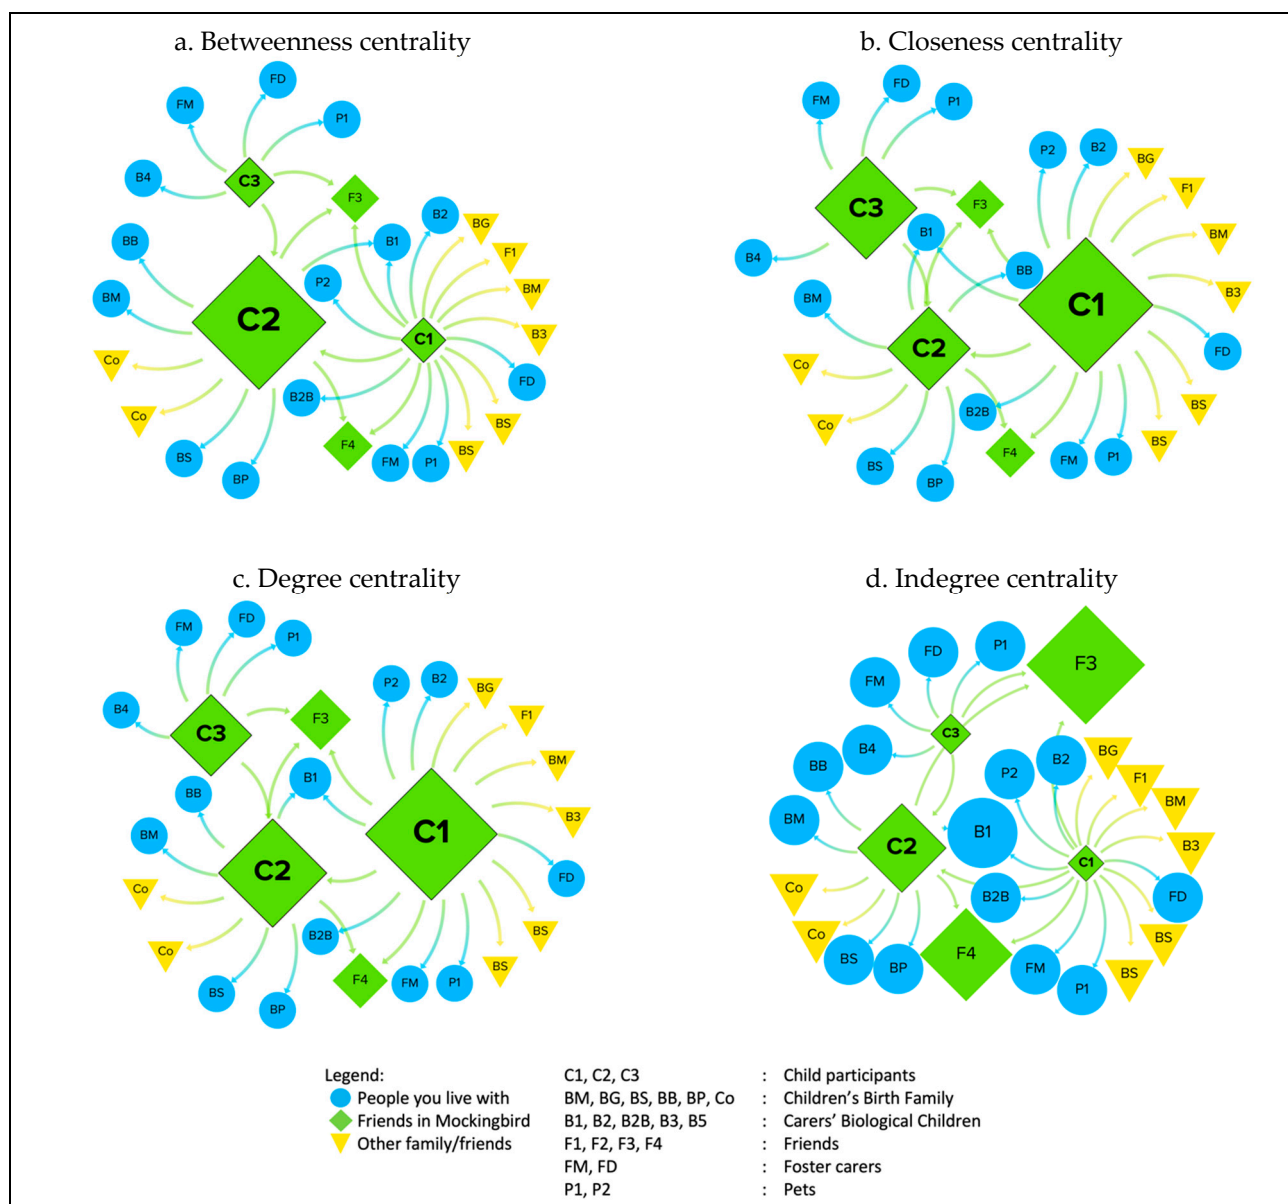 a. Betweenness centrality
FD
FM
P1
C3
B4
F3
B2
BG
BB
B1
F1
P2
BM
BM
C2
B3
C1
Co
FD
B2B
Co
BS
F4
BS
FM
P1
BS
BP
b. Closeness centrality
FD
FM
P1
P2
B2
BG
F1
C3
F3
B1
BM
B4
BB
BM
C1
B3
C2
FD
Co
BS
B2B
Co
BS
F4
FM
P1
BS
BP
c. Degree centrality
FD
FM
P1
P2
B2
BG
B4
F3
F1
C3
BM
B1
BB
B3
BM
C1
C2
FD
Co
B2B
BS
Co
BS
F4
FM
P1
BS
BP
d. Indegree centrality
P1
FD
F3
FM
C3
B4
BG
B2
BB
P2
F1
BM
BM
B1
C2
B3
C1
Co
B2B
FD
Co
BS
F4
BS
BP
FM
BS
P1
Legend:
People you live with
Friends in Mockingbird
Other family/friends
C1, C2, C3 : Child participants
BM, BG, BS, BB, BP, Co : Children's Birth Family
B1, B2, B2B, B3, B5 : Carers' Biological Children
F1, F2, F3, F4 : Friends
FM, FD : Foster carers
P1, P2 : Pets